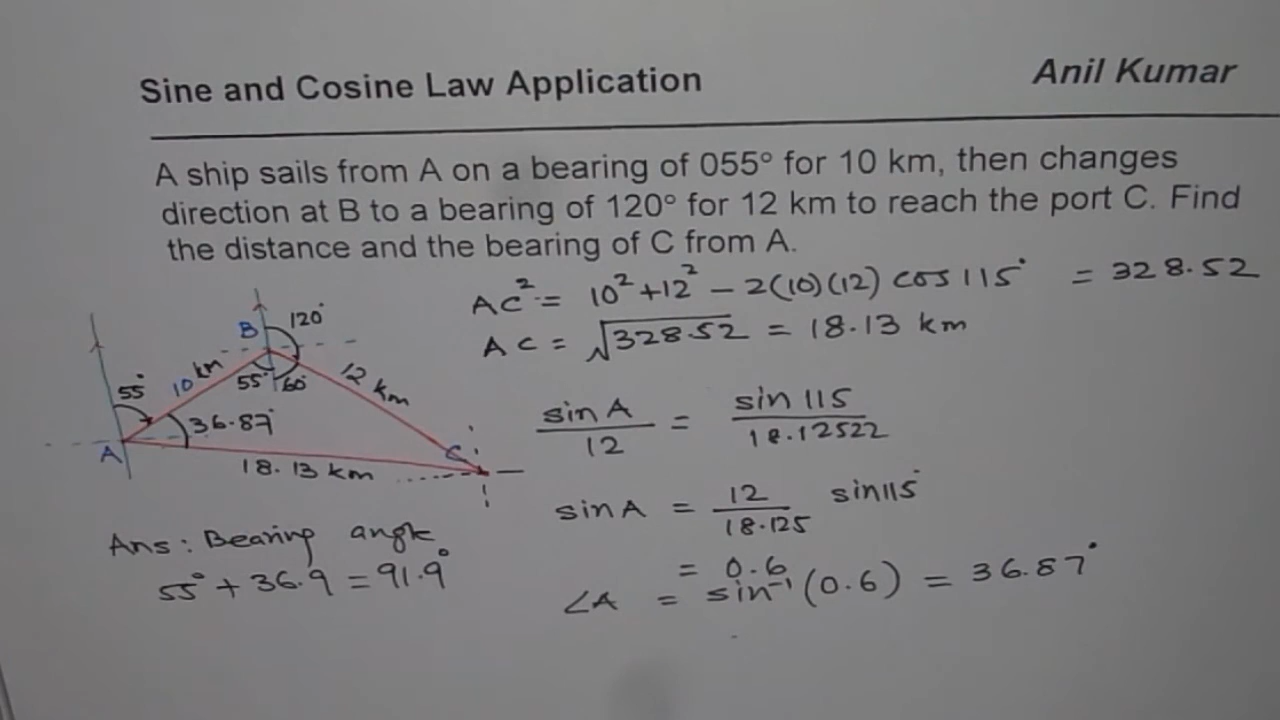 Sine and Cosine Law Application
Anil Kumar
A ship sails from A on a bearing of 055° for 10 km, then changes
direction at B to a bearing of 120° for 12 km to reach the port C. Find
the distance and the bearing of C from A.
AC² = 10² + 12² - 2(10)(12) cos 115° = 328.52
AC = √328.52 = 18.13 km
B 120°
55° 10 km 55° 60° 12 km
36.87°
A C
18.13 km
sin A / 12 = sin 115 / 18.12522
sin A = 12 / 18.125 sin 115°
= 0.6
∠A = sin⁻¹ (0.6) = 36.87°
Ans : Bearing angle
55° + 36.9 = 91.9°